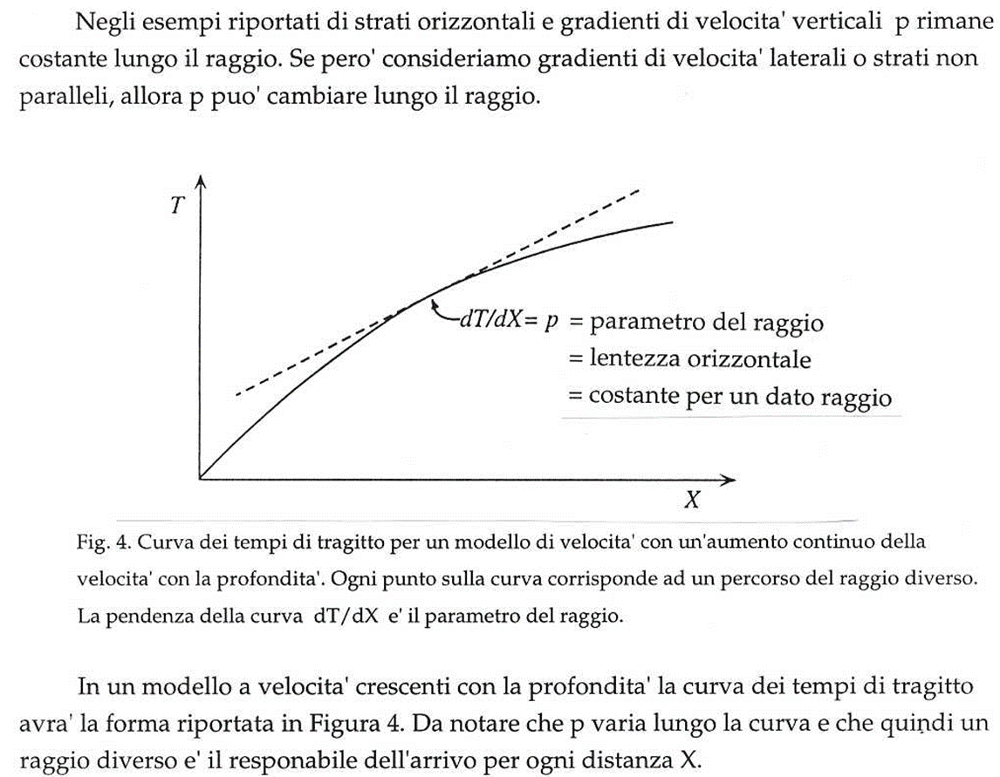 Negli esempi riportati di strati orizzontali e gradienti di velocita' verticali p rimane
costante lungo il raggio. Se pero' consideriamo gradienti di velocita' laterali o strati non
paralleli, allora p puo' cambiare lungo il raggio.
T
dT/dX= p = parametro del raggio
= lentezza orizzontale
= costante per un dato raggio
X
Fig. 4. Curva dei tempi di tragitto per un modello di velocita' con un'aumento continuo della
velocita' con la profondita'. Ogni punto sulla curva corrisponde ad un percorso del raggio diverso.
La pendenza della curva dT/dX e' il parametro del raggio.
In un modello a velocita' crescenti con la profondita' la curva dei tempi di tragitto
avra' la forma riportata in Figura 4. Da notare che p varia lungo la curva e che quindi un
raggio diverso e' il responsabile dell'arrivo per ogni distanza X.